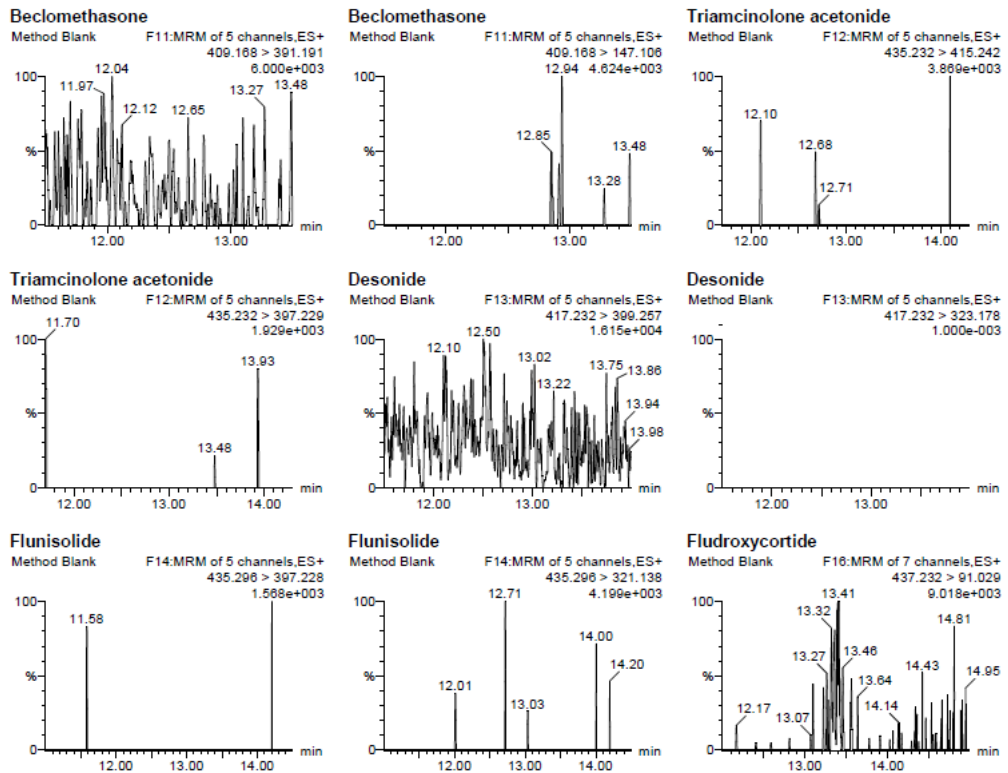 Beclomethasone
Method Blank F11:MRM of 5 channels,ES+
409.168 > 391.191
6.000e+003
100
%
0
12.04
11.97
12.12
12.65
13.27
13.48
12.00 13.00 min
Beclomethasone
Method Blank F11:MRM of 5 channels,ES+
409.168 > 147.106
4.624e+003
100
%
0
12.94
12.85
13.28
13.48
12.00 13.00 min
Triamcinolone acetonide
Method Blank F12:MRM of 5 channels,ES+
435.232 > 415.242
3.869e+003
100
%
0
12.10
12.68
12.71
12.00 13.00 14.00 min
Triamcinolone acetonide
Method Blank F12:MRM of 5 channels,ES+
435.232 > 397.229
1.929e+003
100
%
0
11.70
13.48
13.93
12.00 13.00 14.00 min
Desonide
Method Blank F13:MRM of 5 channels,ES+
417.232 > 399.257
1.615e+004
100
%
0
12.10
12.50
13.02
13.22
13.75
13.86
13.94
13.98
12.00 13.00 min
Desonide
Method Blank F13:MRM of 5 channels,ES+
417.232 > 323.178
1.000e-003
100
%
0
12.00 13.00 min
Flunisolide
Method Blank F14:MRM of 5 channels,ES+
435.296 > 397.228
1.568e+003
100
%
0
11.58
12.00 13.00 14.00 min
Flunisolide
Method Blank F14:MRM of 5 channels,ES+
435.296 > 321.138
4.199e+003
100
%
0
12.01
12.71
13.03
14.00
14.20
12.00 13.00 14.00 min
Fludroxycortide
Method Blank F16:MRM of 7 channels,ES+
437.232 > 91.029
9.018e+003
100
%
0
12.17
13.07
13.27
13.32
13.41
13.46
13.64
14.14
14.43
14.81
14.95
13.00 14.00 min